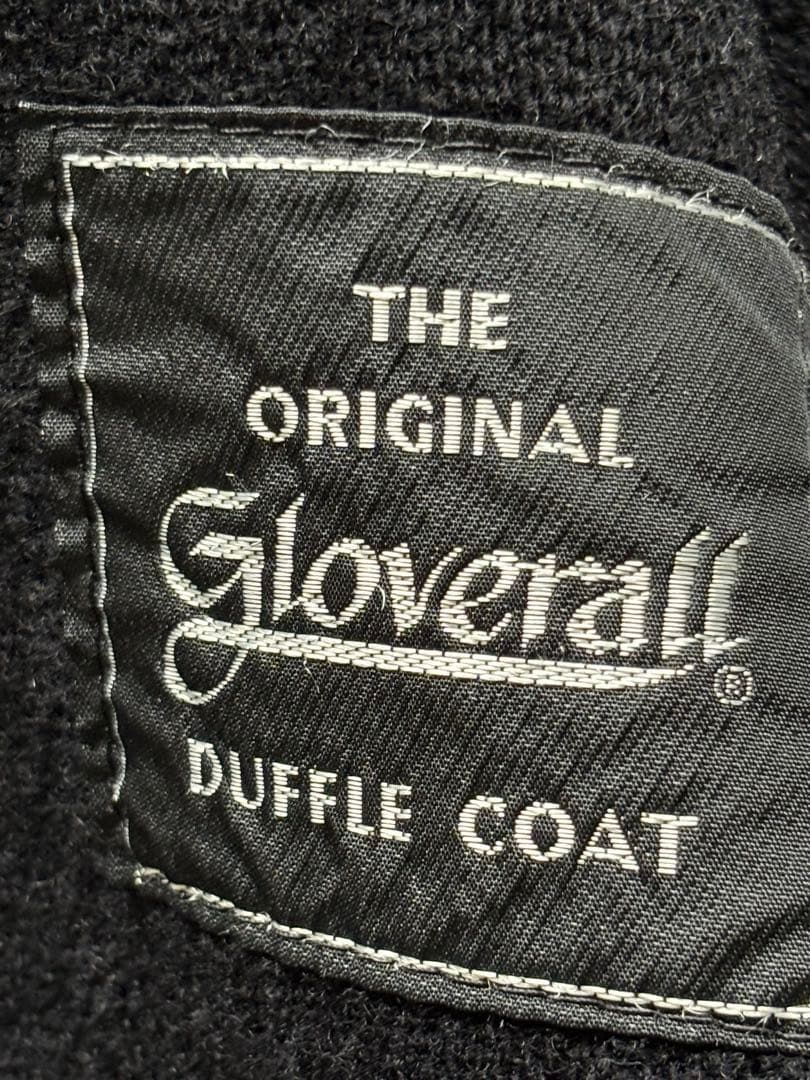 THE
ORIGINAL
Gloverall®
DUFFLE COAT